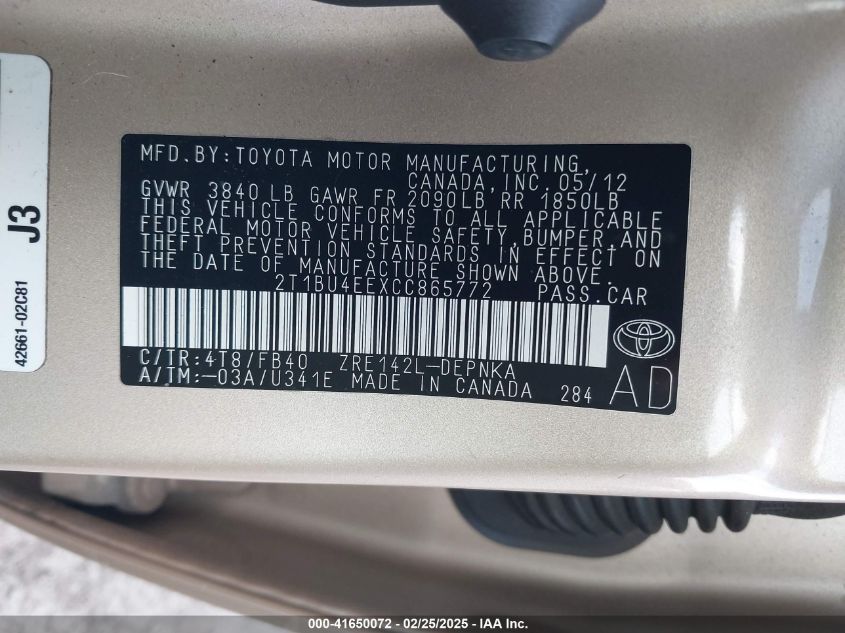 MFD.BY:TOYOTA MOTOR MANUFACTURING,
CANADA,INC.05/12
GVWR 3840 LB GAWR FR 2090LB RR 1850LB
THIS VEHICLE CONFORMS TO ALL APPLICABLE
FEDERAL MOTOR VEHICLE SAFETY,BUMPER,AND
THEFT PREVENTION STANDARDS IN EFFECT ON
THE DATE OF MANUFACTURE SHOWN ABOVE.
2T1BU4EEXCC865772 PASS.CAR
C/TR:4T8/FB40 ZRE142L-DEPNKA
A/TM:-03A/U341E MADE IN CANADA 284
AD
J3
42661-02C81
000-41650072 - 02/25/2025 - IAA Inc.